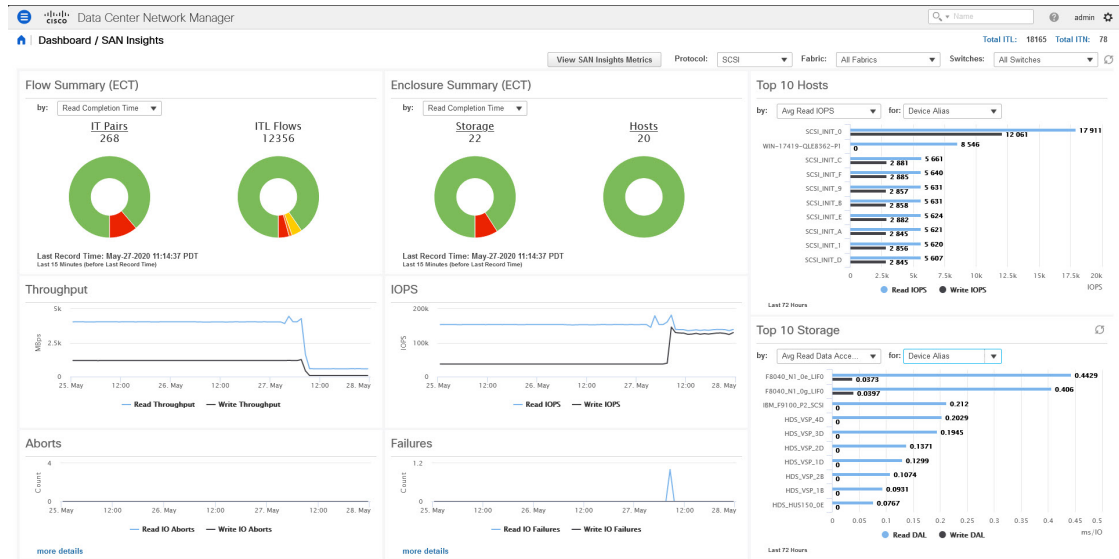 cisco Data Center Network Manager
Name
admin
Dashboard / SAN Insights
Total ITL: 18165 Total ITN: 78
View SAN Insights Metrics
Protocol: SCSI
Fabric: All Fabrics
Switches: All Switches
Flow Summary (ECT)
by: Read Completion Time
IT Pairs
268
ITL Flows
12356
Last Record Time: May-27-2020 11:14:37 PDT
Last 15 Minutes (before Last Record Time)
Enclosure Summary (ECT)
by: Read Completion Time
Storage
22
Hosts
20
Last Record Time: May-27-2020 11:14:37 PDT
Last 15 Minutes (before Last Record Time)
Top 10 Hosts
by: Avg Read IOPS for: Device Alias
SCSI_INIT_0 17 911
12 061
WIN-17419-QLE8362-P1 8 546
0
SCSI_INIT_C 5 661
2 881
SCSI_INIT_F 5 640
2 885
SCSI_INIT_9 5 631
2 857
SCSI_INIT_B 5 631
2 858
SCSI_INIT_E 5 624
2 882
SCSI_INIT_A 5 621
2 845
SCSI_INIT_1 5 620
2 856
SCSI_INIT_D 5 607
2 845
0 2.5k 5k 7.5k 10k 12.5k 15k 17.5k 20k
IOPS
Read IOPS Write IOPS
Last 72 Hours
Throughput
5k
2.5k
0
MBps
25. May 12:00 26. May 12:00 27. May 12:00 28. May
Read Throughput Write Throughput
IOPS
200k
100k
0
IOPS
25. May 12:00 26. May 12:00 27. May 12:00 28. May
Read IOPS Write IOPS
Top 10 Storage
by: Avg Read Data Acce... for: Device Alias
F8040_N1_0e_LIF0 0.4429
0.0373
F8040_N1_0g_LIF0 0.406
0.0397
IBM_F9100_P2_SCSI 0.212
0
HDS_VSP_4D 0.2029
0
HDS_VSP_3D 0.1945
0
HDS_VSP_2D 0.1371
0
HDS_VSP_1D 0.1299
0
HDS_VSP_2B 0.1074
0
HDS_VSP_1B 0.0931
0
HDS_HUS150_0E 0.0767
0
0 0.05 0.1 0.15 0.2 0.25 0.3 0.35 0.4 0.45 0.5
ms/IO
Read DAL Write DAL
Last 72 Hours
Aborts
4
0
Count
25. May 12:00 26. May 12:00 27. May 12:00 28. May
Read IO Aborts Write IO Aborts
more details
Failures
1.2
0
Count
25. May 12:00 26. May 12:00 27. May 12:00 28. May
Read IO Failures Write IO Failures
more details